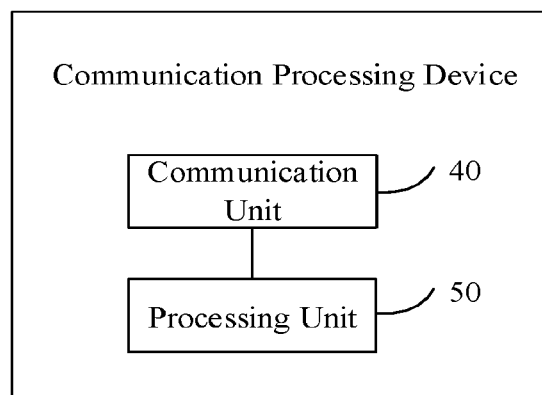 Communication Processing Device
Communication
Unit
40
Processing Unit
50